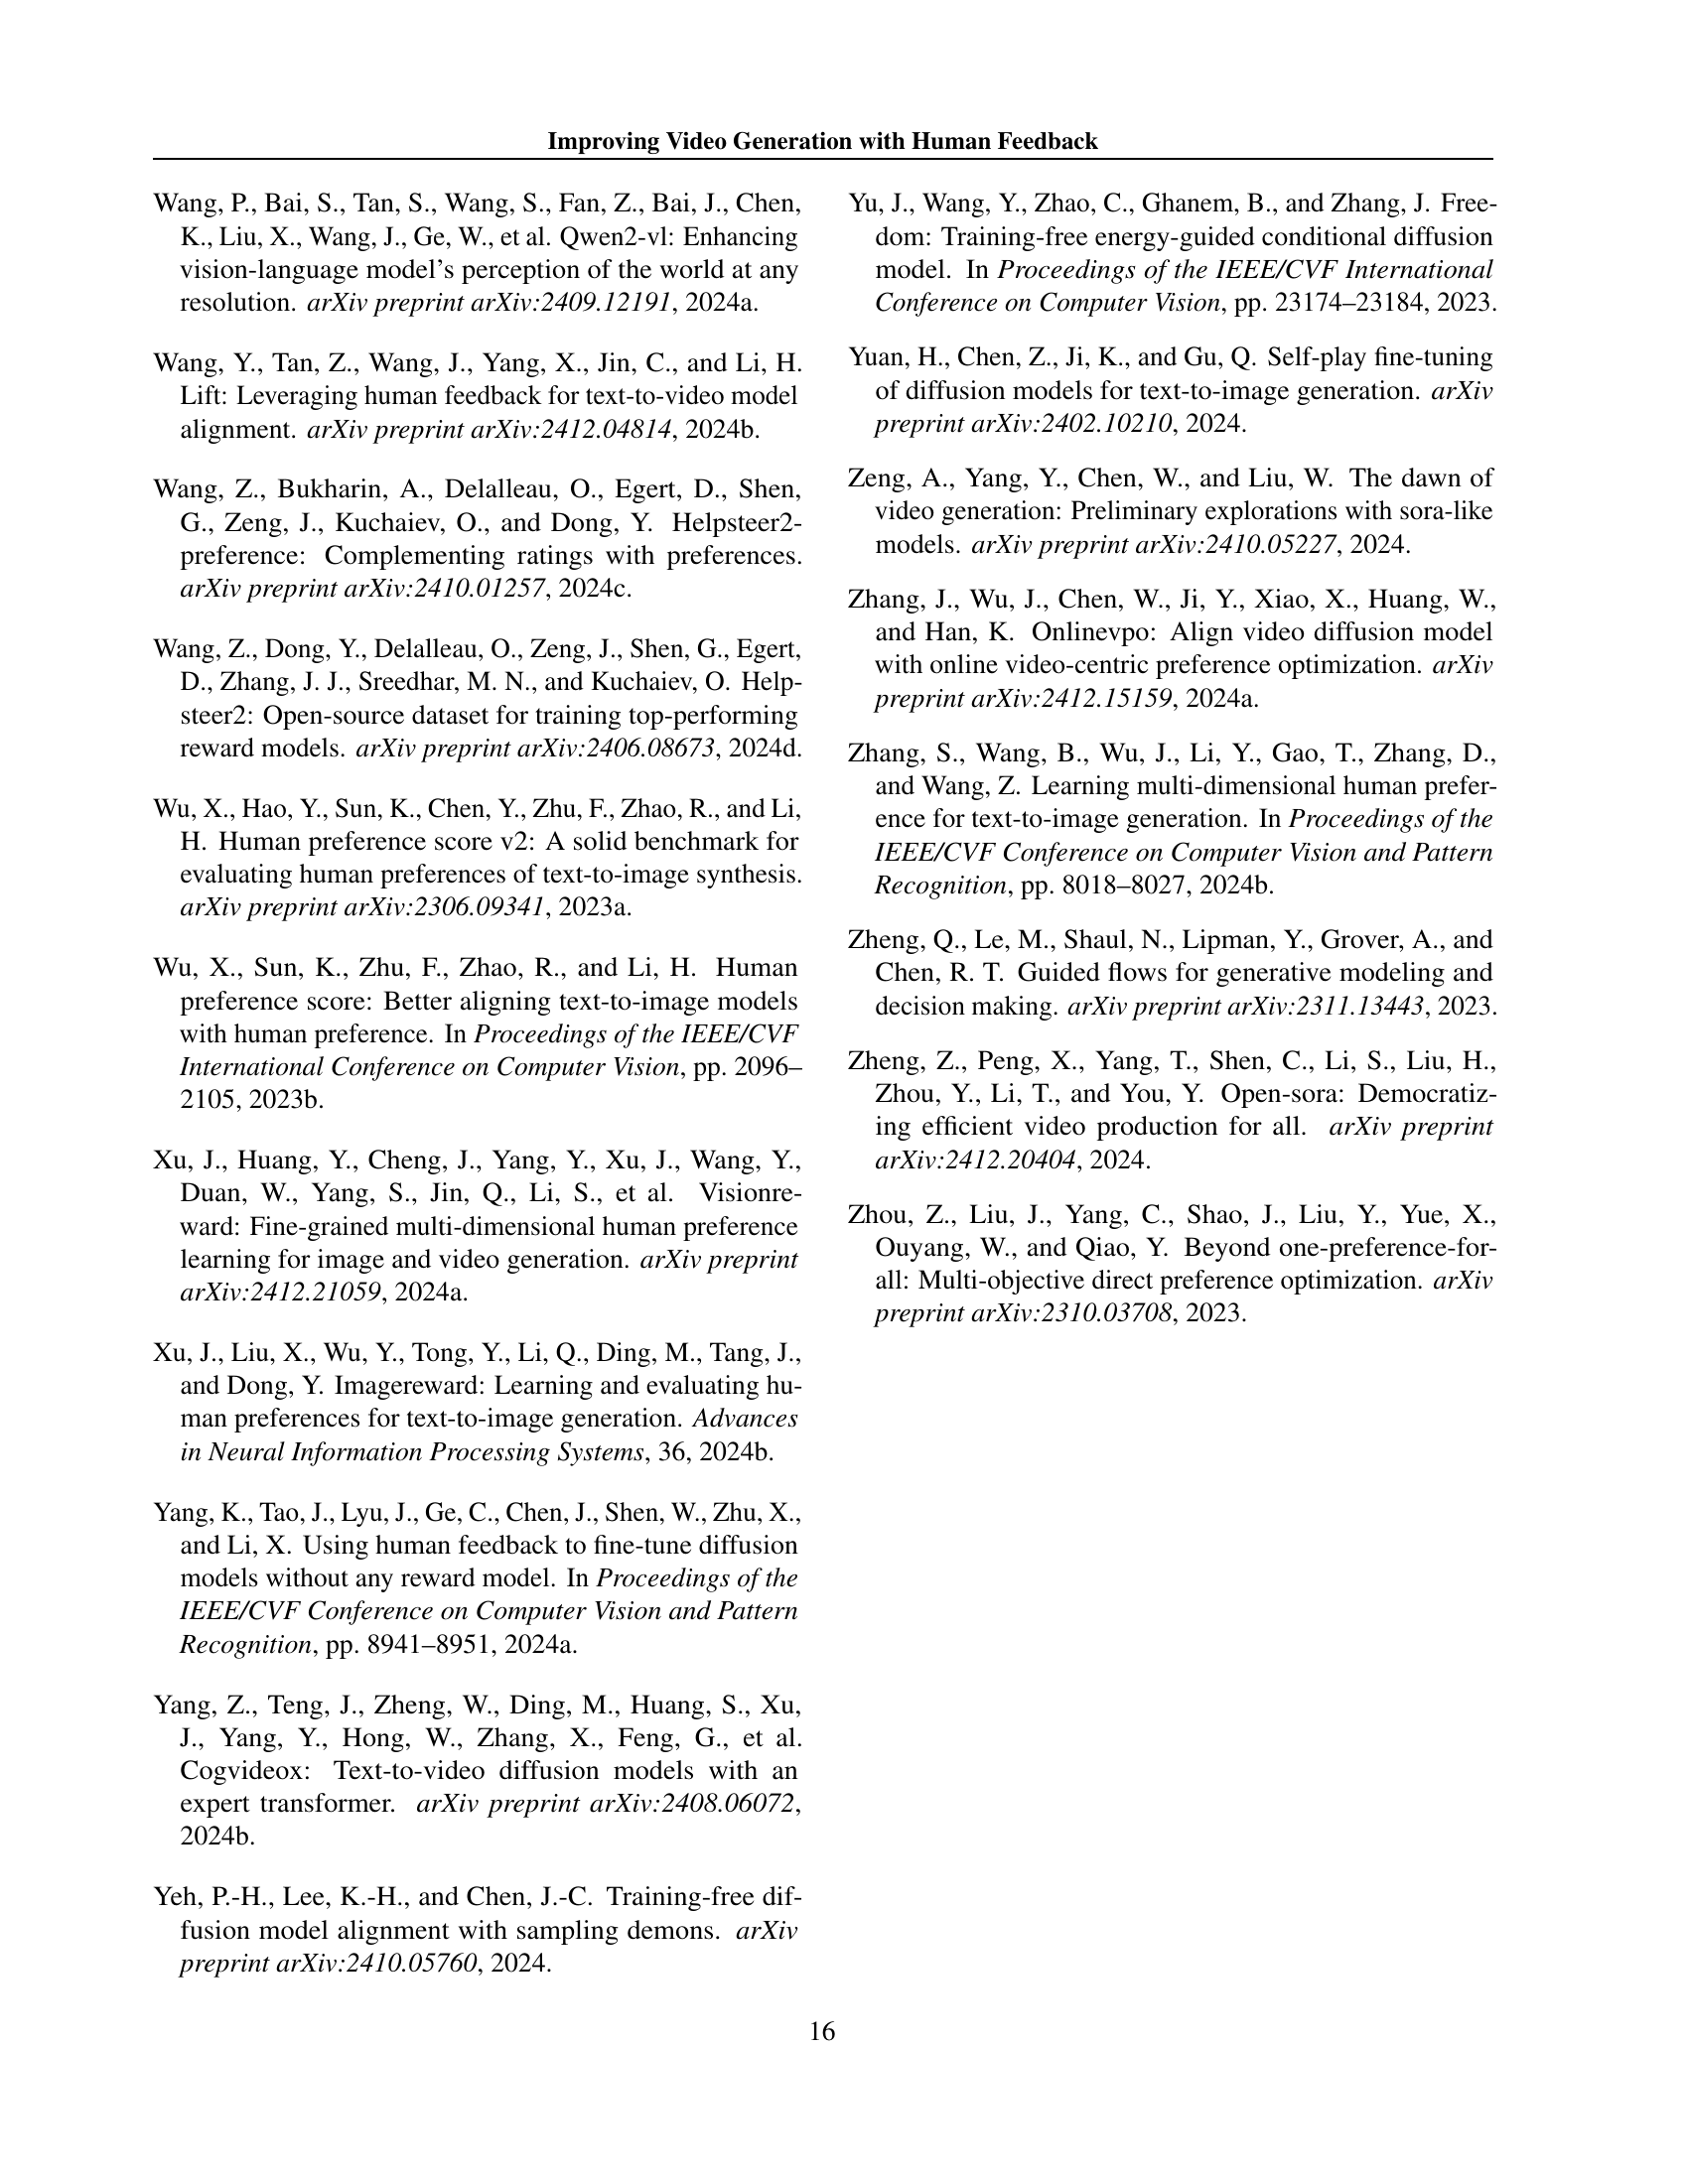 Improving Video Generation with Human Feedback
Wang, P., Bai, S., Tan, S., Wang, S., Fan, Z., Bai, J., Chen,
K., Liu, X., Wang, J., Ge, W., et al. Qwen2-vl: Enhancing
vision-language model's perception of the world at any
resolution. arXiv preprint arXiv:2409.12191, 2024a.
Wang, Y., Tan, Z., Wang, J., Yang, X., Jin, C., and Li, H.
Lift: Leveraging human feedback for text-to-video model
alignment. arXiv preprint arXiv:2412.04814, 2024b.
Wang, Z., Bukharin, A., Delalleau, O., Egert, D., Shen,
G., Zeng, J., Kuchaiev, O., and Dong, Y. Helpsteer2-
preference: Complementing ratings with preferences.
arXiv preprint arXiv:2410.01257, 2024c.
Wang, Z., Dong, Y., Delalleau, O., Zeng, J., Shen, G., Egert,
D., Zhang, J. J., Sreedhar, M. N., and Kuchaiev, O. Help-
steer2: Open-source dataset for training top-performing
reward models. arXiv preprint arXiv:2406.08673, 2024d.
Wu, X., Hao, Y., Sun, K., Chen, Y., Zhu, F., Zhao, R., and Li,
H. Human preference score v2: A solid benchmark for
evaluating human preferences of text-to-image synthesis.
arXiv preprint arXiv:2306.09341, 2023a.
Wu, X., Sun, K., Zhu, F., Zhao, R., and Li, H. Human
preference score: Better aligning text-to-image models
with human preference. In Proceedings of the IEEE/CVF
International Conference on Computer Vision, pp. 2096–
2105, 2023b.
Xu, J., Huang, Y., Cheng, J., Yang, Y., Xu, J., Wang, Y.,
Duan, W., Yang, S., Jin, Q., Li, S., et al. Visionre-
ward: Fine-grained multi-dimensional human preference
learning for image and video generation. arXiv preprint
arXiv:2412.21059, 2024a.
Xu, J., Liu, X., Wu, Y., Tong, Y., Li, Q., Ding, M., Tang, J.,
and Dong, Y. Imagereward: Learning and evaluating hu-
man preferences for text-to-image generation. Advances
in Neural Information Processing Systems, 36, 2024b.
Yang, K., Tao, J., Lyu, J., Ge, C., Chen, J., Shen, W., Zhu, X.,
and Li, X. Using human feedback to fine-tune diffusion
models without any reward model. In Proceedings of the
IEEE/CVF Conference on Computer Vision and Pattern
Recognition, pp. 8941–8951, 2024a.
Yang, Z., Teng, J., Zheng, W., Ding, M., Huang, S., Xu,
J., Yang, Y., Hong, W., Zhang, X., Feng, G., et al.
Cogvideox: Text-to-video diffusion models with an
expert transformer. arXiv preprint arXiv:2408.06072,
2024b.
Yeh, P.-H., Lee, K.-H., and Chen, J.-C. Training-free dif-
fusion model alignment with sampling demons. arXiv
preprint arXiv:2410.05760, 2024.
Yu, J., Wang, Y., Zhao, C., Ghanem, B., and Zhang, J. Free-
dom: Training-free energy-guided conditional diffusion
model. In Proceedings of the IEEE/CVF International
Conference on Computer Vision, pp. 23174–23184, 2023.
Yuan, H., Chen, Z., Ji, K., and Gu, Q. Self-play fine-tuning
of diffusion models for text-to-image generation. arXiv
preprint arXiv:2402.10210, 2024.
Zeng, A., Yang, Y., Chen, W., and Liu, W. The dawn of
video generation: Preliminary explorations with sora-like
models. arXiv preprint arXiv:2410.05227, 2024.
Zhang, J., Wu, J., Chen, W., Ji, Y., Xiao, X., Huang, W.,
and Han, K. Onlinevpo: Align video diffusion model
with online video-centric preference optimization. arXiv
preprint arXiv:2412.15159, 2024a.
Zhang, S., Wang, B., Wu, J., Li, Y., Gao, T., Zhang, D.,
and Wang, Z. Learning multi-dimensional human prefer-
ence for text-to-image generation. In Proceedings of the
IEEE/CVF Conference on Computer Vision and Pattern
Recognition, pp. 8018–8027, 2024b.
Zheng, Q., Le, M., Shaul, N., Lipman, Y., Grover, A., and
Chen, R. T. Guided flows for generative modeling and
decision making. arXiv preprint arXiv:2311.13443, 2023.
Zheng, Z., Peng, X., Yang, T., Shen, C., Li, S., Liu, H.,
Zhou, Y., Li, T., and You, Y. Open-sora: Democratiz-
ing efficient video production for all. arXiv preprint
arXiv:2412.20404, 2024.
Zhou, Z., Liu, J., Yang, C., Shao, J., Liu, Y., Yue, X.,
Ouyang, W., and Qiao, Y. Beyond one-preference-for-
all: Multi-objective direct preference optimization. arXiv
preprint arXiv:2310.03708, 2023.
16